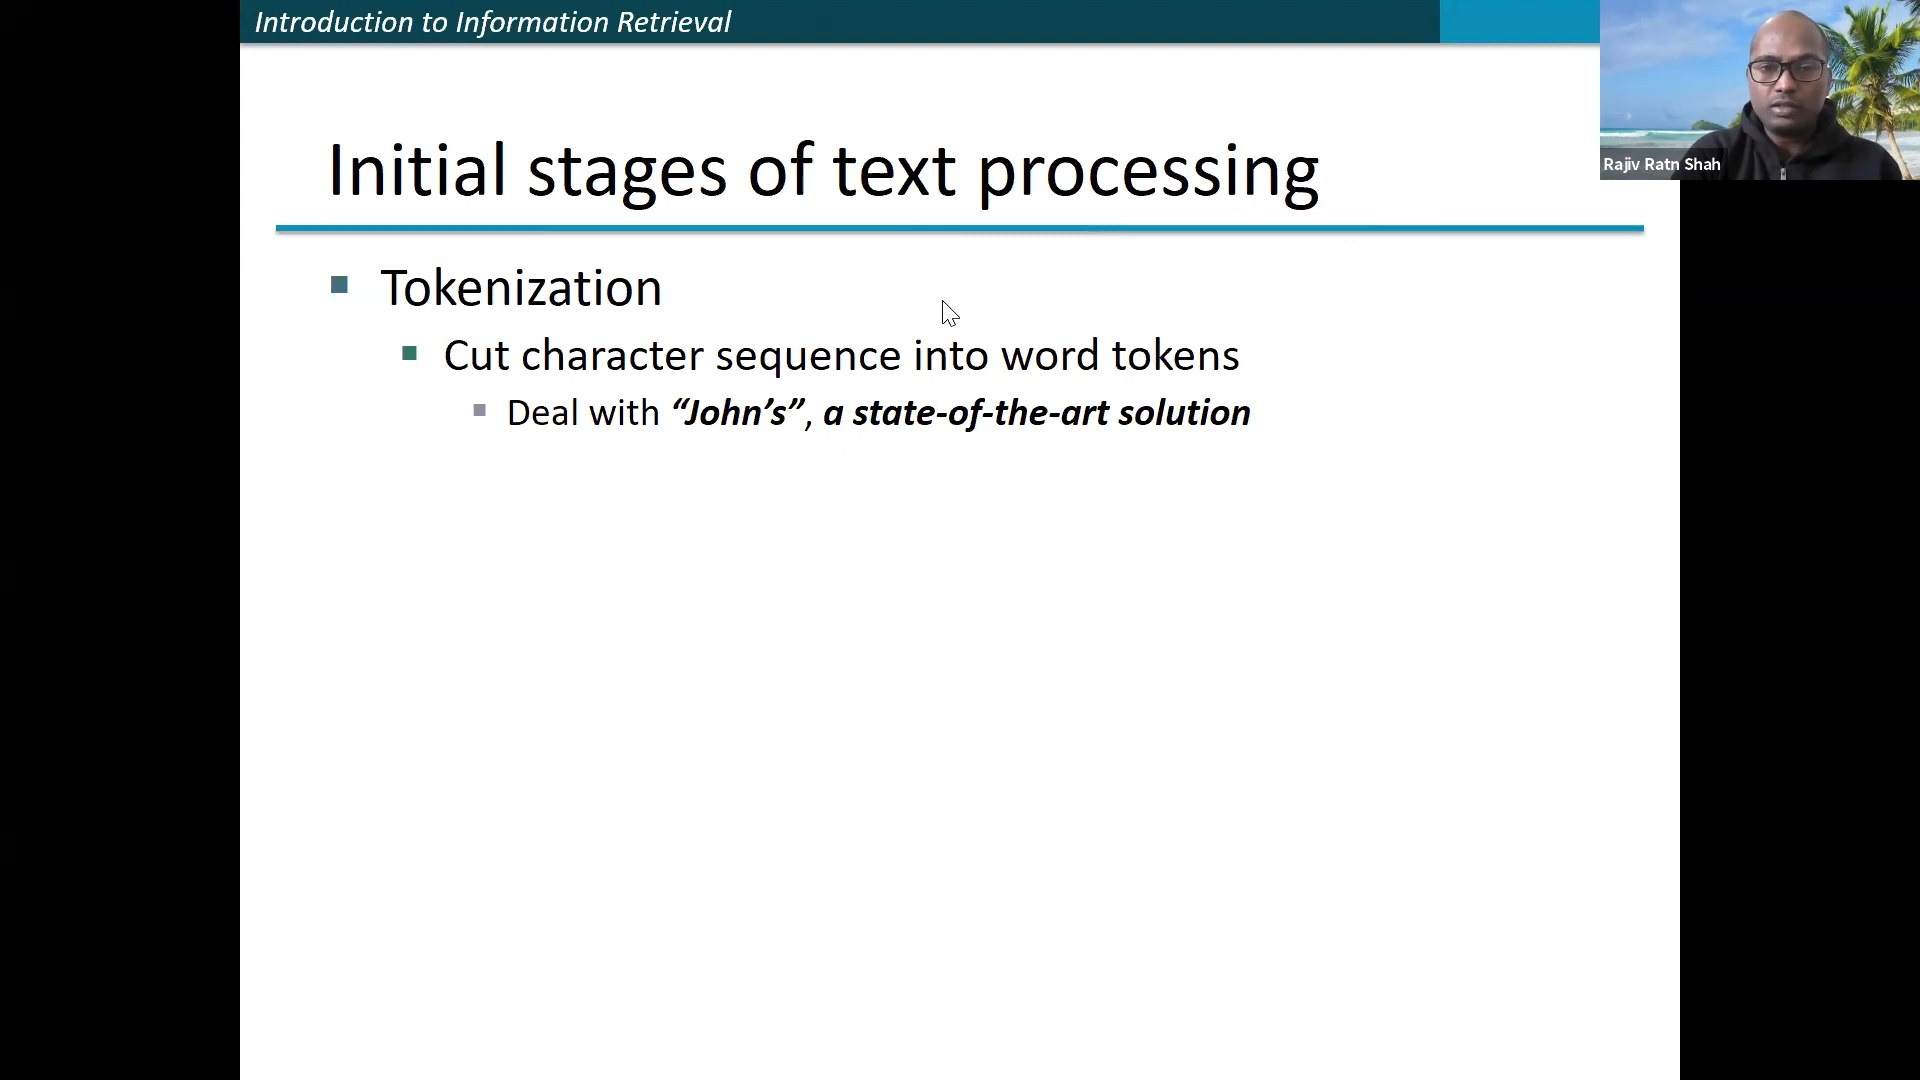 Introduction to Information Retrieval
Rajiv Ratn Shah
Initial stages of text processing
Tokenization
Cut character sequence into word tokens
Deal with “John’s”, a state-of-the-art solution